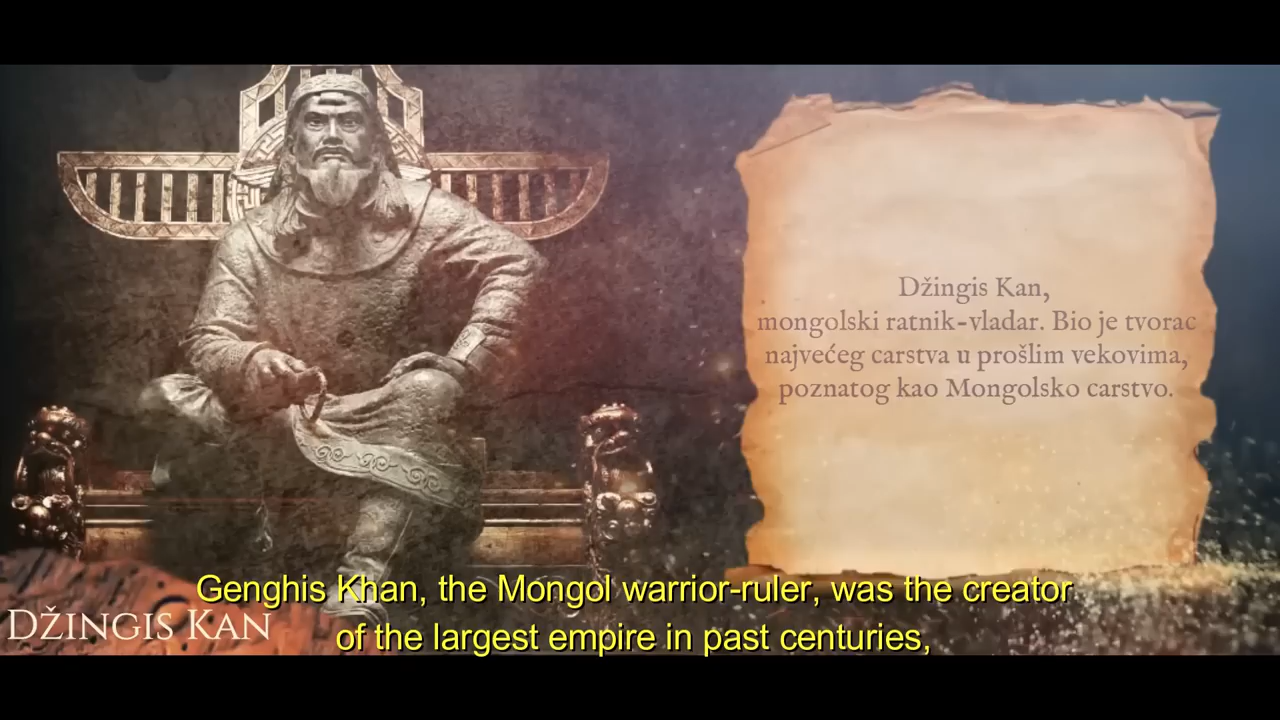 Džingis Kan,
mongolski ratnik-vladar. Bio je tvorac
najvećeg carstva u prošlim vekovima,
poznatog kao Mongolsko carstvo.
Genghis Khan, the Mongol warrior-ruler, was the creator
of the largest empire in past centuries,
Džingis Kan